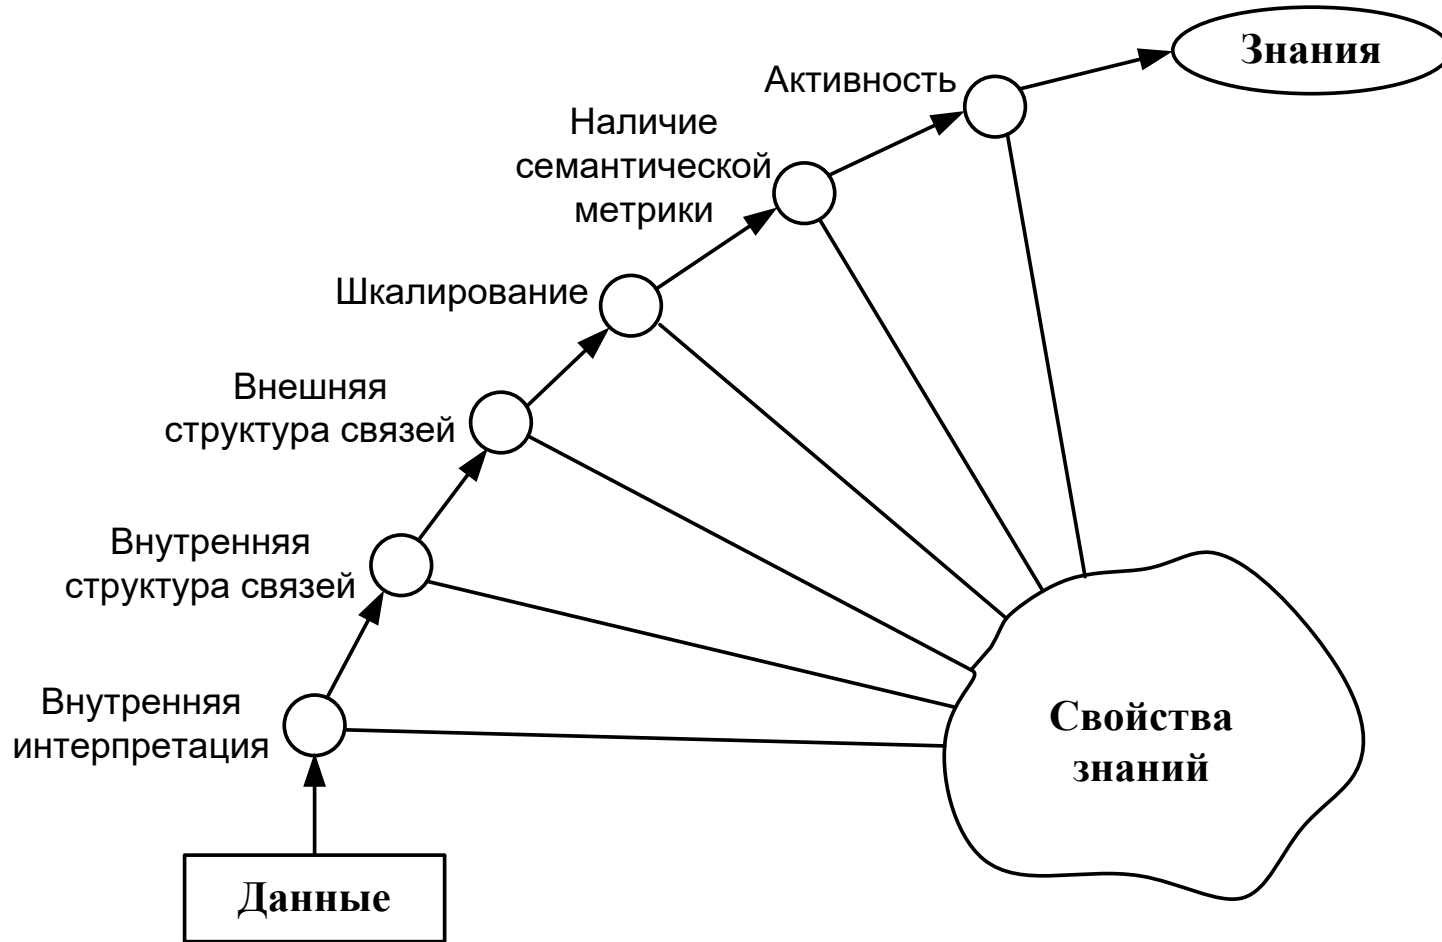 Знания
Активность
Наличие
семантической
метрики
Шкалирование
Внешняя
структура связей
Внутренняя
структура связей
Внутренняя
интерпретация
Свойства
знаний
Данные